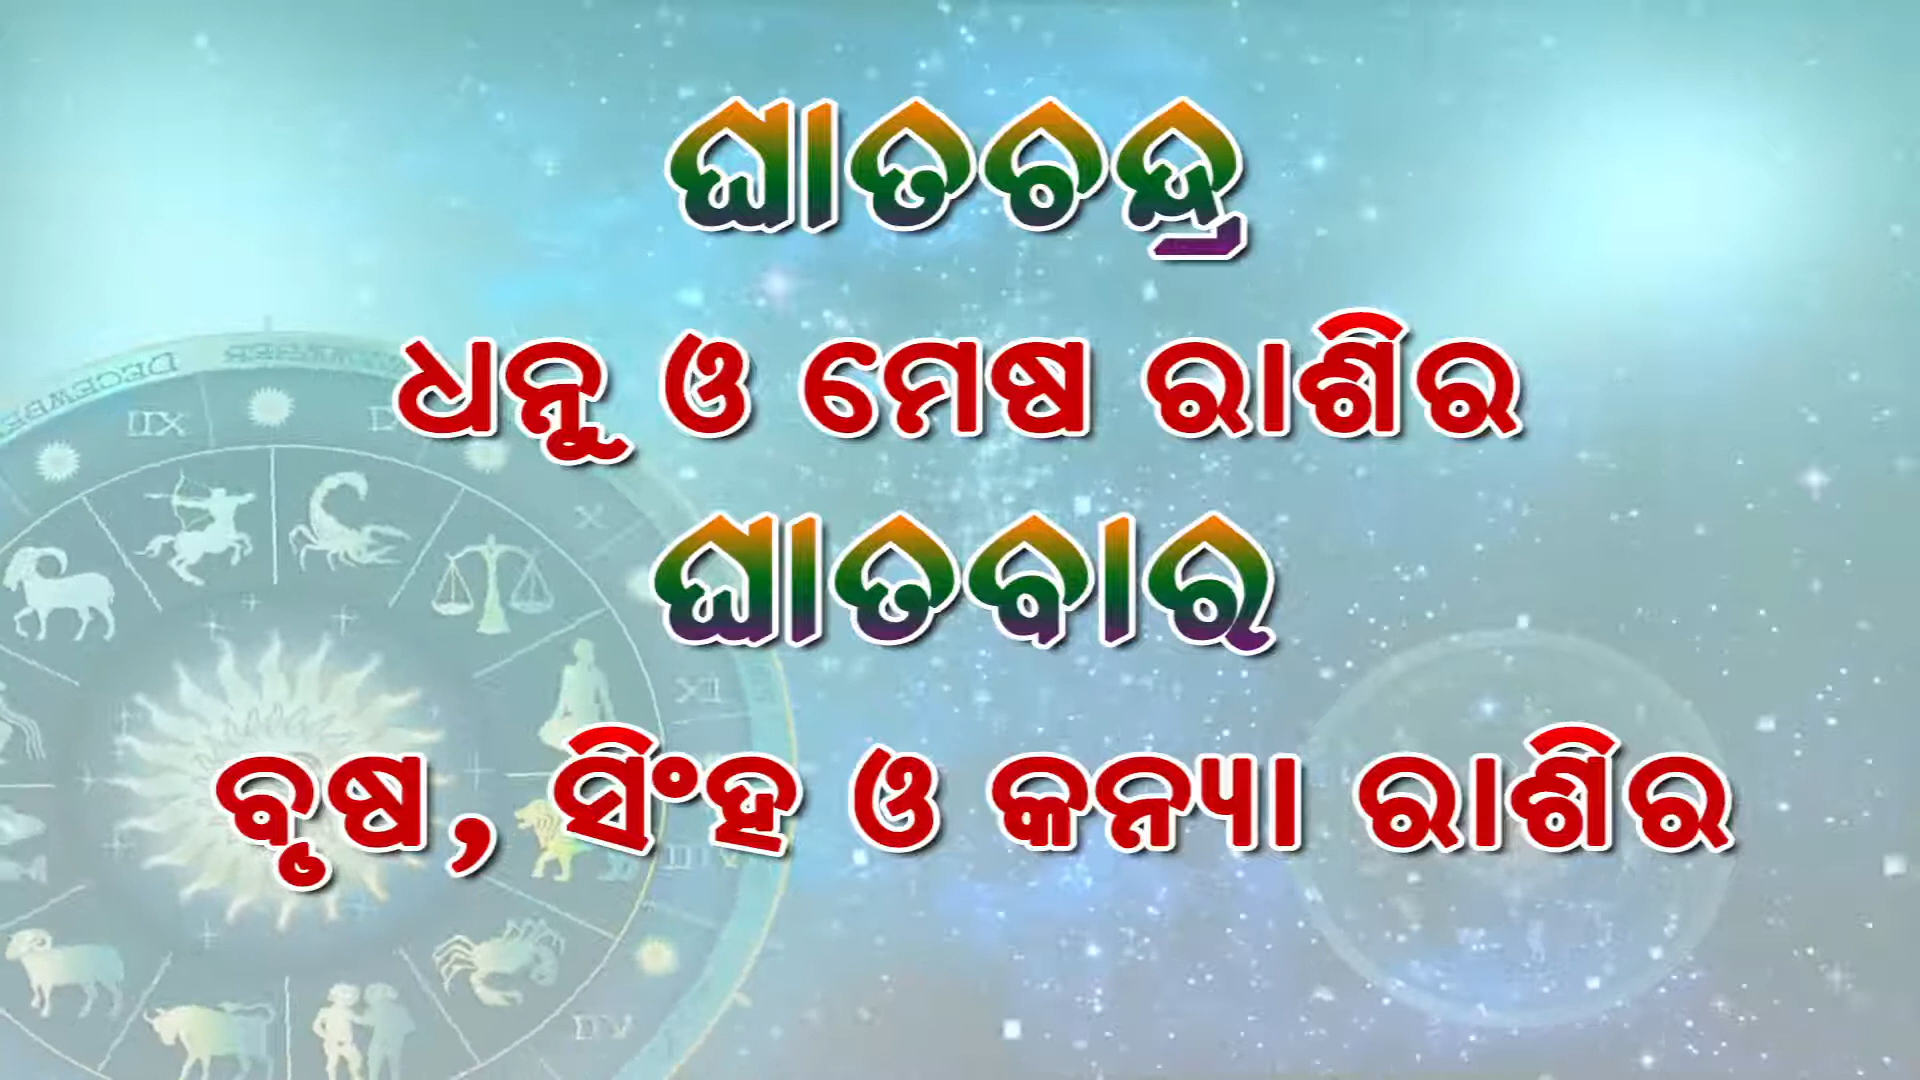 ଘାତଚନ୍ଦ୍ର
ଧନୁ ଓ ମେଷ ରାଶିର
ଘାତବାର
ବୃଷ, ସିଂହ ଓ କନ୍ୟା ରାଶିର